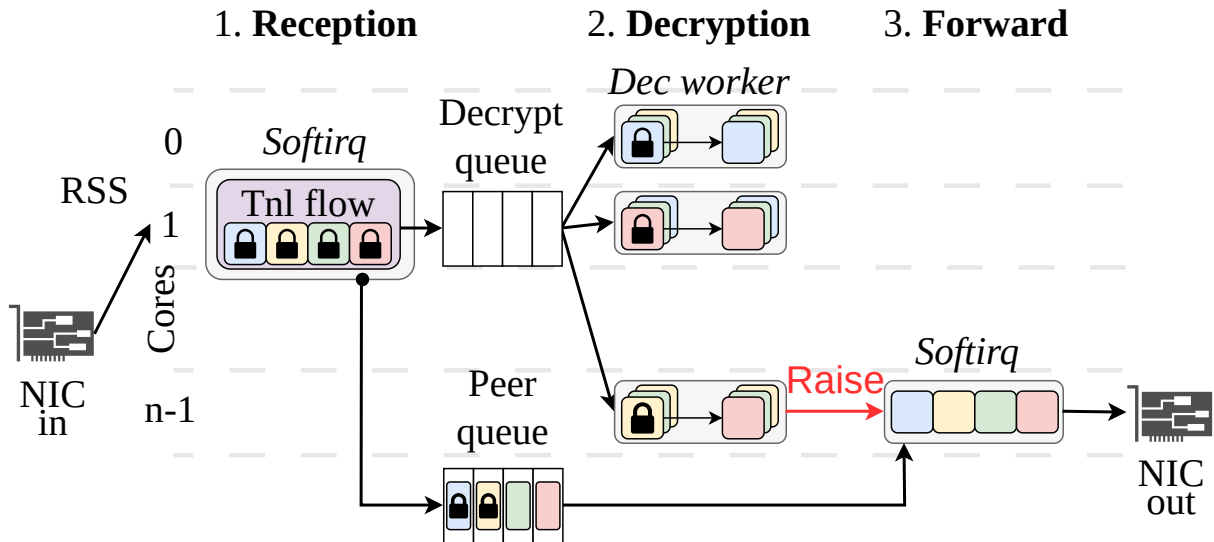 1. Reception
2. Decryption
3. Forward
Dec worker
Decrypt
queue
0
Softirq
RSS
Tnl flow
1
Cores
NIC
in
n-1
Peer
queue
Raise
Softirq
NIC
out